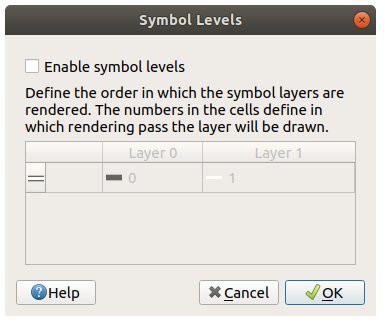 Symbol Levels
Enable symbol levels
Define the order in which the symbol layers are
rendered. The numbers in the cells define in
which rendering pass the layer will be drawn.
Layer 0 Layer 1
0 1
Help Cancel OK